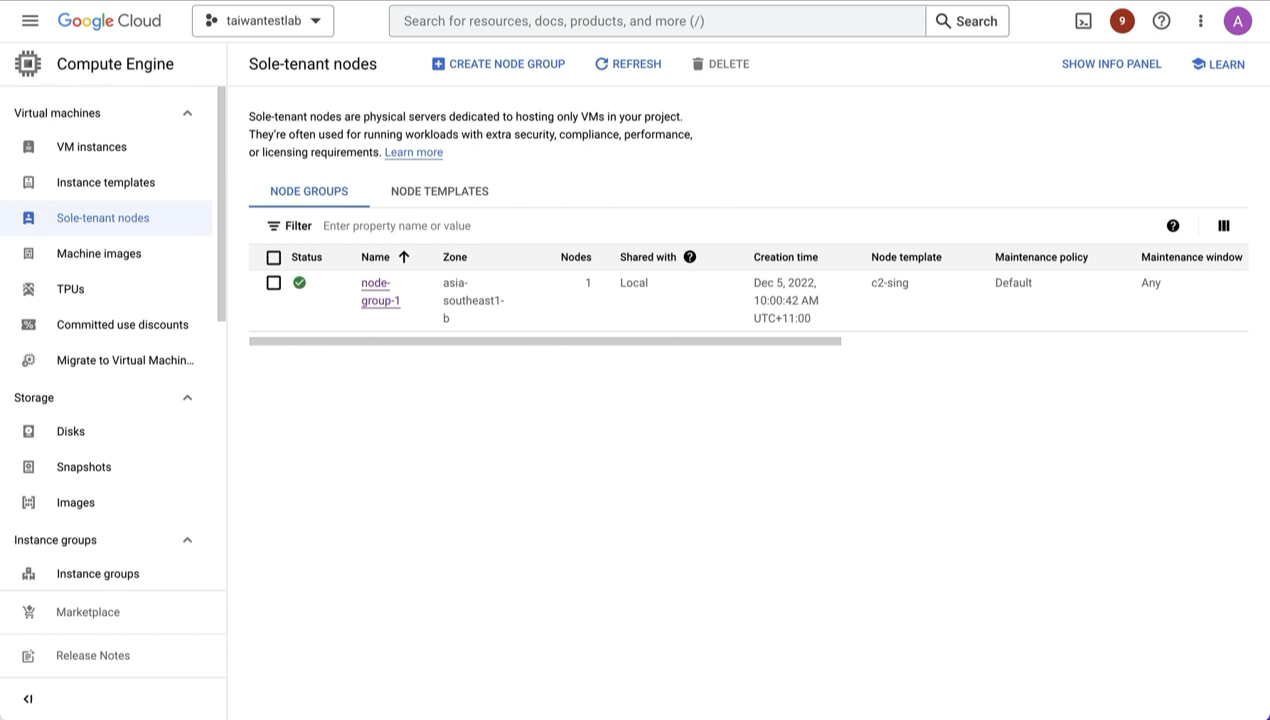 Google Cloud
taiwantestlab
Search for resources, docs, products, and more (/)
Search
9
A
Compute Engine
Sole-tenant nodes
CREATE NODE GROUP
REFRESH
DELETE
SHOW INFO PANEL
LEARN
Virtual machines
VM instances
Instance templates
Sole-tenant nodes
Machine images
TPUs
Committed use discounts
Migrate to Virtual Machin...
Storage
Disks
Snapshots
Images
Instance groups
Instance groups
Marketplace
Release Notes
Sole-tenant nodes are physical servers dedicated to hosting only VMs in your project.
They're often used for running workloads with extra security, compliance, performance,
or licensing requirements. Learn more
NODE GROUPS
NODE TEMPLATES
Filter Enter property name or value
Status Name Zone Nodes Shared with Creation time Node template Maintenance policy Maintenance window
node- asia- 1 Local Dec 5, 2022, c2-sing Default Any
group-1 southeast1- 10:00:42 AM
b UTC+11:00